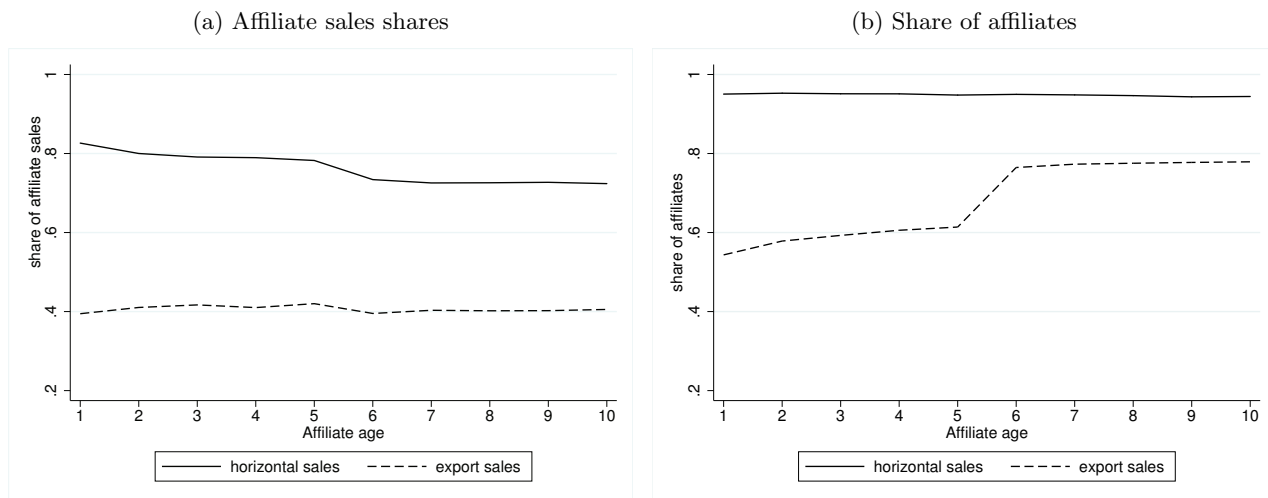 (a) Affiliate sales shares
share of affiliate sales
1
.8
.6
.4
.2
1 2 3 4 5 6 7 8 9 10
Affiliate age
horizontal sales export sales
(b) Share of affiliates
share of affiliates
1
.8
.6
.4
.2
1 2 3 4 5 6 7 8 9 10
Affiliate age
horizontal sales export sales